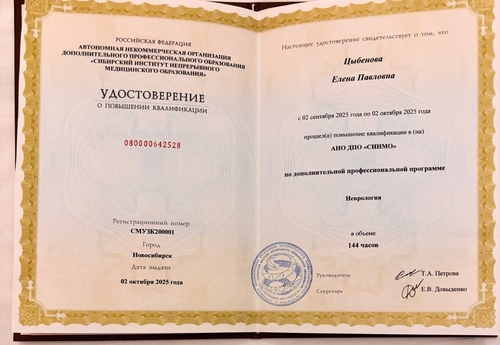 РОССИЙСКАЯ ФЕДЕРАЦИЯ
АВТОНОМНАЯ НЕКОММЕРЧЕСКАЯ ОРГАНИЗАЦИЯ
ДОПОЛНИТЕЛЬНОГО ПРОФЕССИОНАЛЬНОГО ОБРАЗОВАНИЯ
«СИБИРСКИЙ ИНСТИТУТ НЕПРЕРЫВНОГО
МЕДИЦИНСКОГО ОБРАЗОВАНИЯ»
УДОСТОВЕРЕНИЕ
О ПОВЫШЕНИИ КВАЛИФИКАЦИИ
080000642528
Регистрационный номер
СМУЗК200001
Город
Новосибирск
Дата выдачи
02 октября 2025 года
Настоящее удостоверение свидетельствует о том, что
Цыбенова
Елена Павловна
с 02 сентября 2025 года по 02 октября 2025 года
прошел(а) повышение квалификации в (на)
АНО ДПО «СИНМО»
по дополнительной профессиональной программе
Неврология
в объеме
144 часов
Руководитель
Т.А. Петрова
Секретарь
Е.В. Довыденко